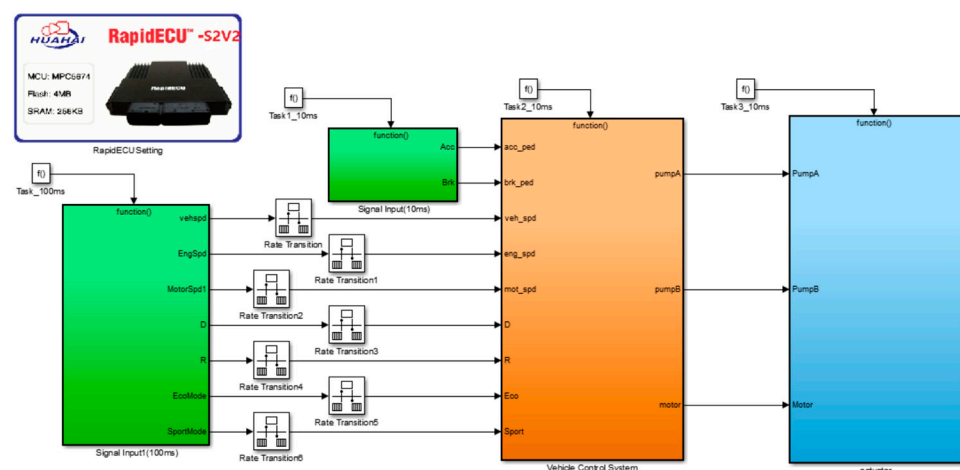 HUAHAI
RapidECU™ -S2V2
MCU: MPC5674
Flash: 4MB
SRAM: 256KB
RapidECU
RapidECU Setting
f()
Task1_10ms
f()
Task2_10ms
f()
Task3_10ms
f()
Task_100ms
function()
Acc
Brk
Signal Input(10ms)
function()
vehspd
EngSpd
MotorSpd1
D
R
EcoMode
SportMode
Signal Input1(100ms)
Rate Transition
Rate Transition1
Rate Transition2
Rate Transition3
Rate Transition4
Rate Transition5
Rate Transition6
function()
acc_ped
brk_ped
veh_spd
eng_spd
mot_spd
D
R
Eco
Sport
pumpA
pumpB
motor
Vehicle Control System
function()
PumpA
PumpB
Motor